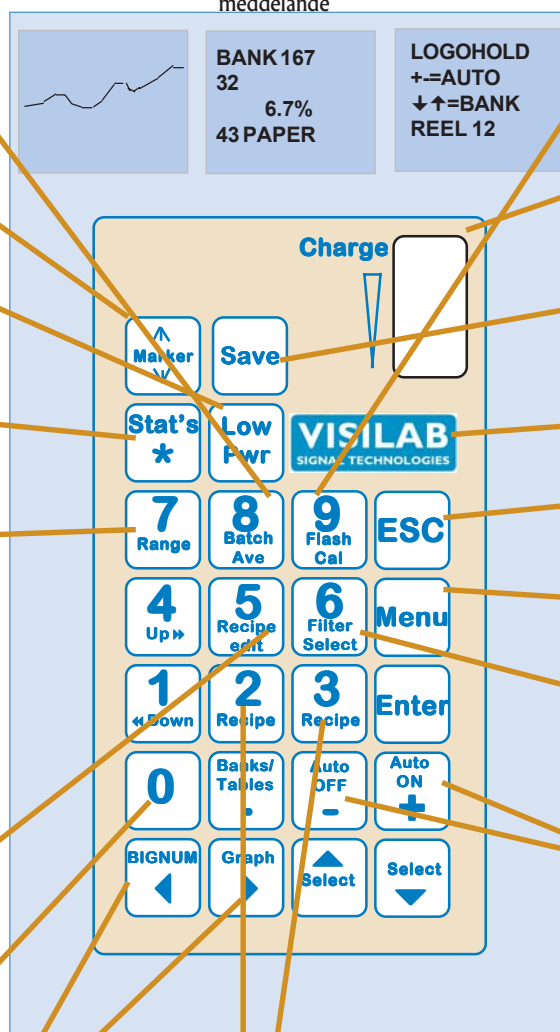 meddelande
BANK 167
32
6.7%
43 PAPER
LOGOHOLD
+-=AUTO
↓↑=BANK
REEL 12
Charge
Marker
Save
Stat's
*
Low
Pwr
VISILAB
SIGNAL TECHNOLOGIES
7
Range
8
Batch
Ave
9
Flash
Cal
ESC
4
Up
5
Recipe
edit
6
Filter
Select
Menu
1
Down
2
Recipe
3
Recipe
Enter
0
Banks/
Tables
.
Auto
OFF
-
Auto
ON
+
BIGNUM
Graph
Select
Select